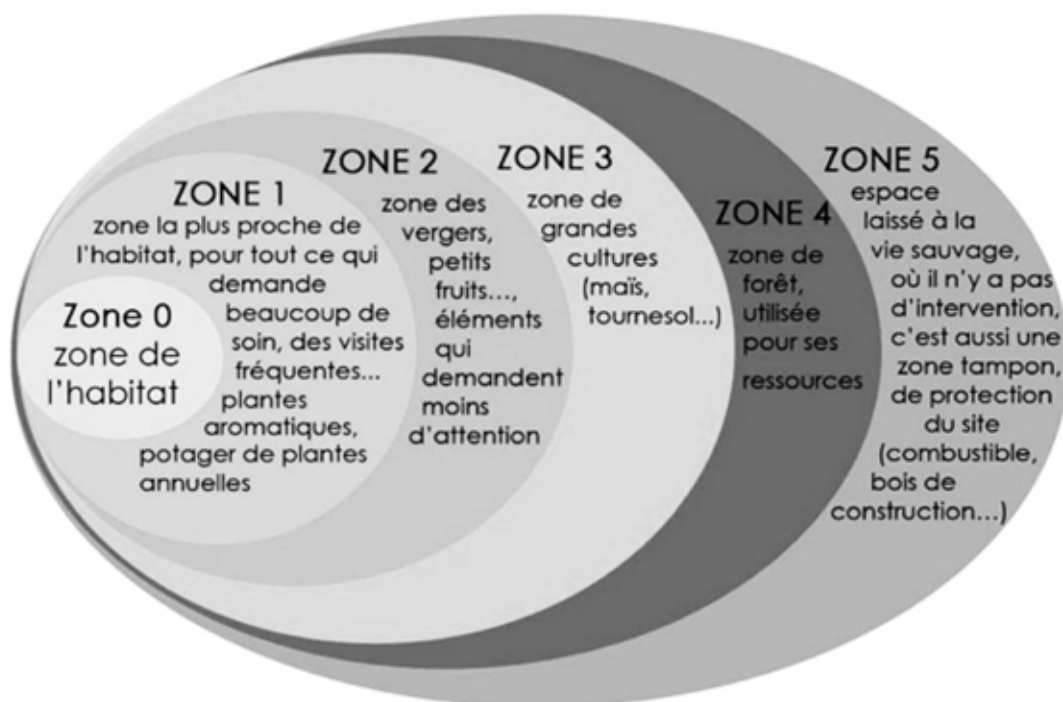 Zone 0
zone de
l'habitat
ZONE 1
zone la plus proche de
l'habitat, pour tout ce qui
demande
beaucoup de
soin, des visites
fréquentes...
plantes
aromatiques,
potager de plantes
annuelles
ZONE 2
zone des
vergers,
petits
fruits...,
éléments
qui
demandent
moins
d'attention
ZONE 3
zone de
grandes
cultures
(maïs,
tournesol...)
ZONE 4
zone de
forêt,
utilisée
pour ses
ressources
ZONE 5
espace
laissé à la
vie sauvage,
où il n'y a pas
d'intervention,
c'est aussi une
zone tampon,
de protection
du site
(combustible,
bois de
construction...)